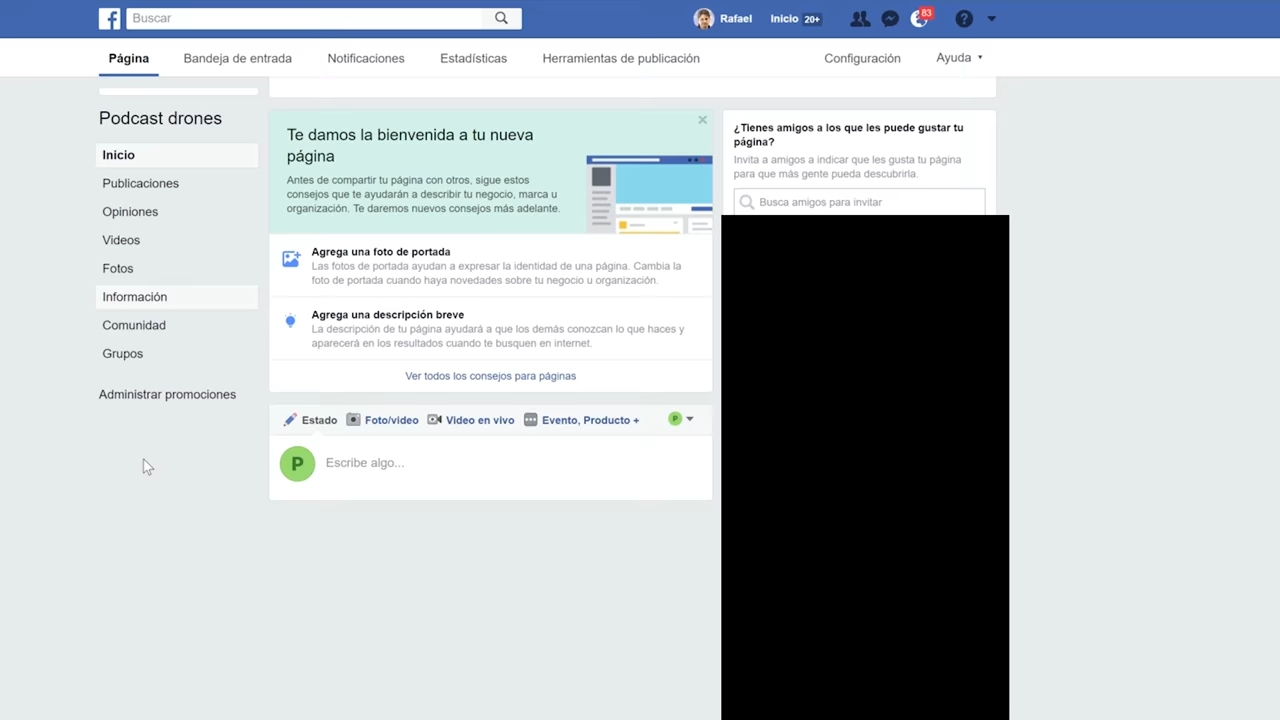 Buscar
Rafael
Inicio 20+
83
Página
Bandeja de entrada
Notificaciones
Estadísticas
Herramientas de publicación
Configuración
Ayuda
Podcast drones
Inicio
Publicaciones
Opiniones
Videos
Fotos
Información
Comunidad
Grupos
Administrar promociones
Te damos la bienvenida a tu nueva
página
Antes de compartir tu página con otros, sigue estos
consejos que te ayudarán a describir tu negocio, marca u
organización. Te daremos nuevos consejos más adelante.
Agrega una foto de portada
Las fotos de portada ayudan a expresar la identidad de una página. Cambia la
foto de portada cuando haya novedades sobre tu negocio u organización.
Agrega una descripción breve
La descripción de tu página ayudará a que los demás conozcan lo que haces y
aparecerá en los resultados cuando te busquen en internet.
Ver todos los consejos para páginas
Estado
Foto/video
Video en vivo
Evento, Producto +
P
P
Escribe algo...
¿Tienes amigos a los que les puede gustar tu
página?
Invita a amigos a indicar que les gusta tu página
para que más gente pueda descubrirla.
Busca amigos para invitar